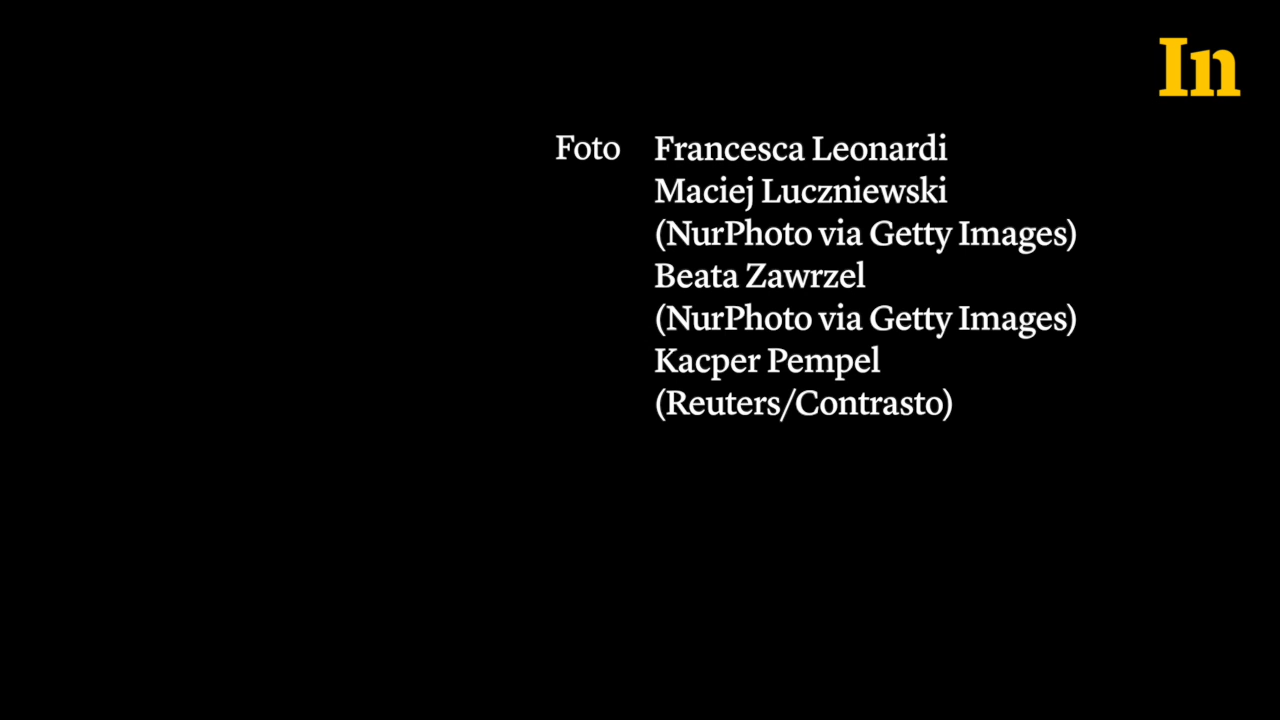 In
Foto Francesca Leonardi
Maciej Luczniewski
(NurPhoto via Getty Images)
Beata Zawrzel
(NurPhoto via Getty Images)
Kacper Pempel
(Reuters/Contrasto)